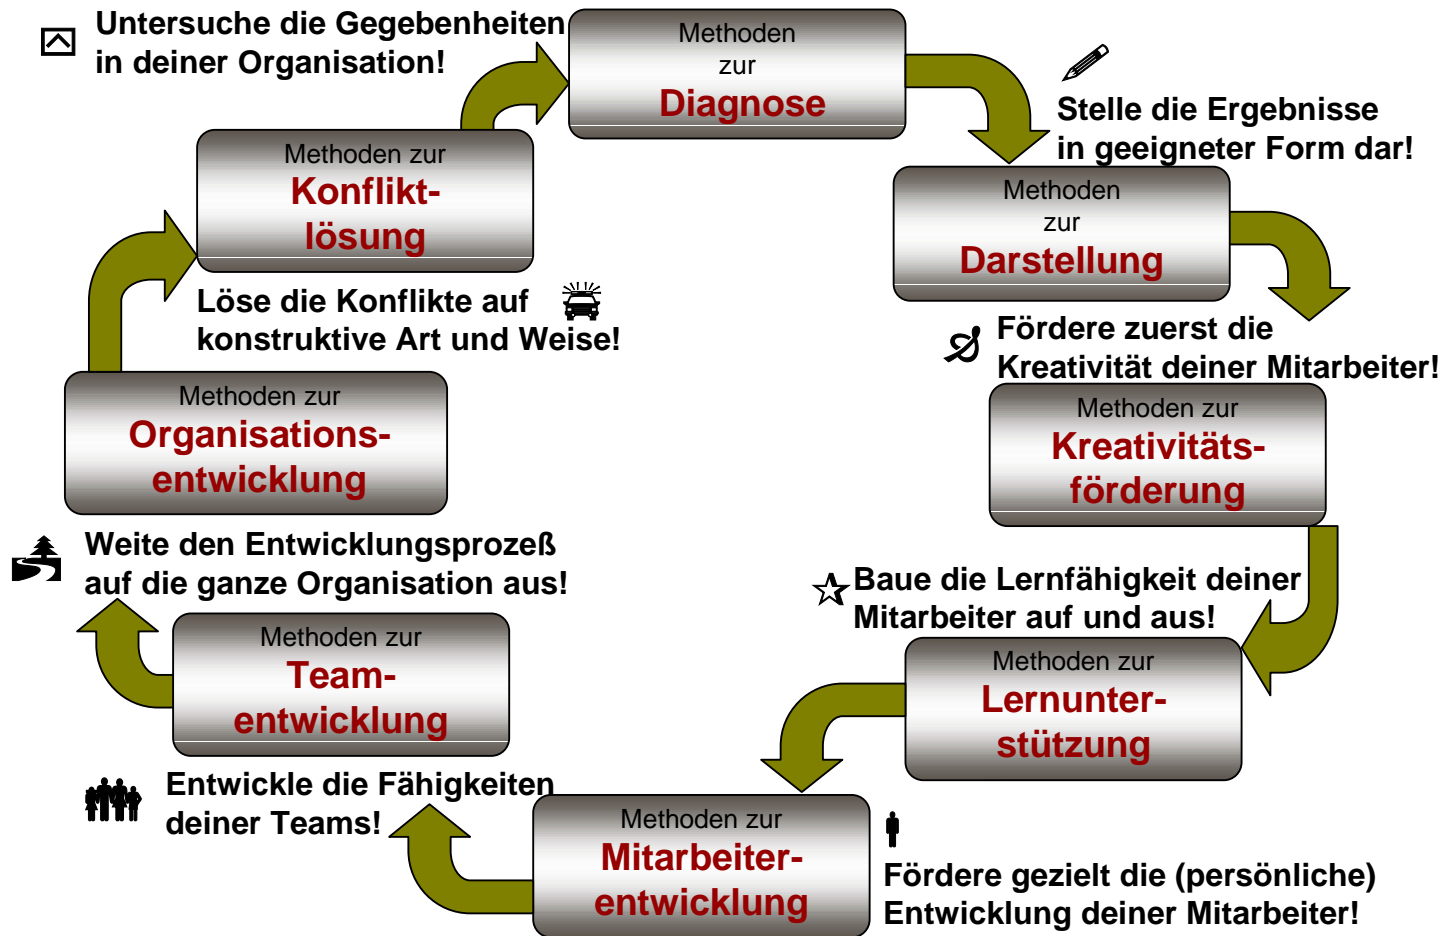 Untersuche die Gegebenheiten
in deiner Organisation!
Methoden
zur
Diagnose
Stelle die Ergebnisse
in geeigneter Form dar!
Methoden
zur
Darstellung
Fördere zuerst die
Kreativität deiner Mitarbeiter!
Methoden zur
Kreativitäts-
förderung
Baue die Lernfähigkeit deiner
Mitarbeiter auf und aus!
Methoden zur
Lernunter-
stützung
Fördere gezielt die (persönliche)
Entwicklung deiner Mitarbeiter!
Methoden zur
Mitarbeiter-
entwicklung
Entwickle die Fähigkeiten
deiner Teams!
Methoden zur
Team-
entwicklung
Weite den Entwicklungsprozeß
auf die ganze Organisation aus!
Methoden zur
Organisations-
entwicklung
Löse die Konflikte auf
konstruktive Art und Weise!
Methoden zur
Konflikt-
lösung